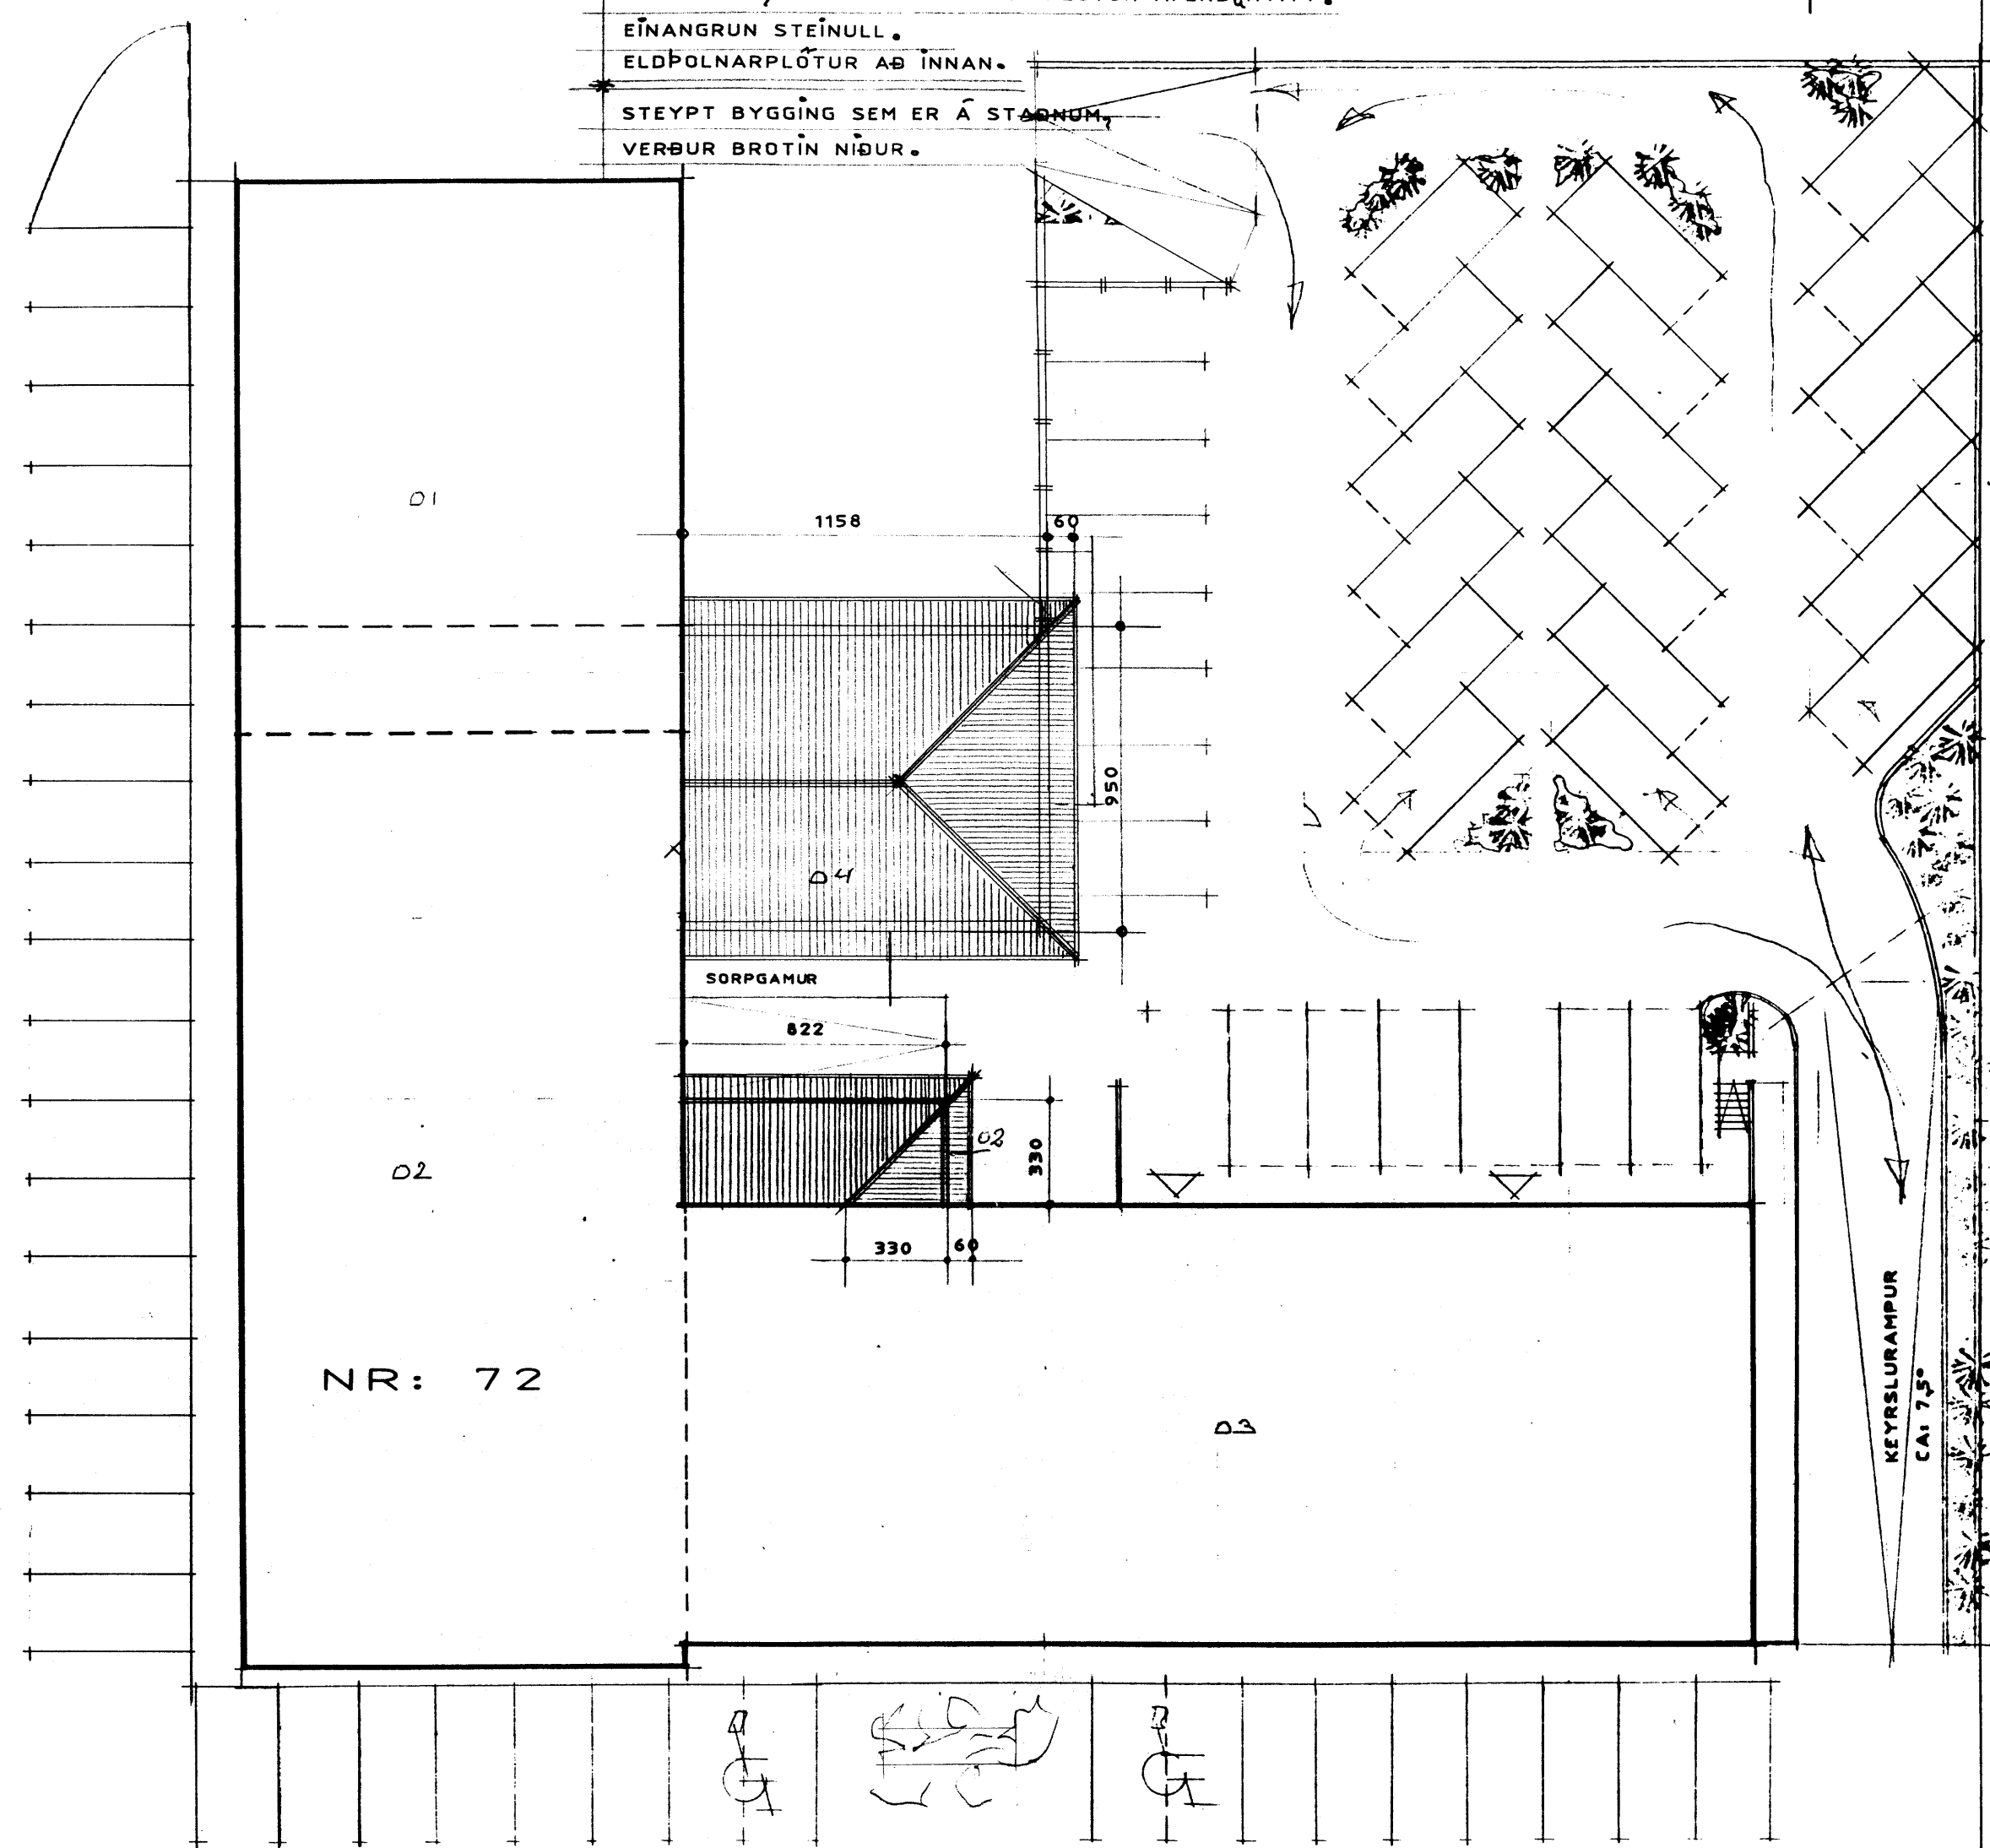 EINANGRUN STEINULL.
ELDÞOLNARPLÖTUR AÐ INNAN.
STEYPT BYGGING SEM ER Á STAÐNUM,
VERÐUR BROTIN NIÐUR.
01
1158
60
950
04
SORPGAMUR
822
02
330
02
330
60
NR: 72
03
KEYRSLURAMPUR
CA: 7,5°